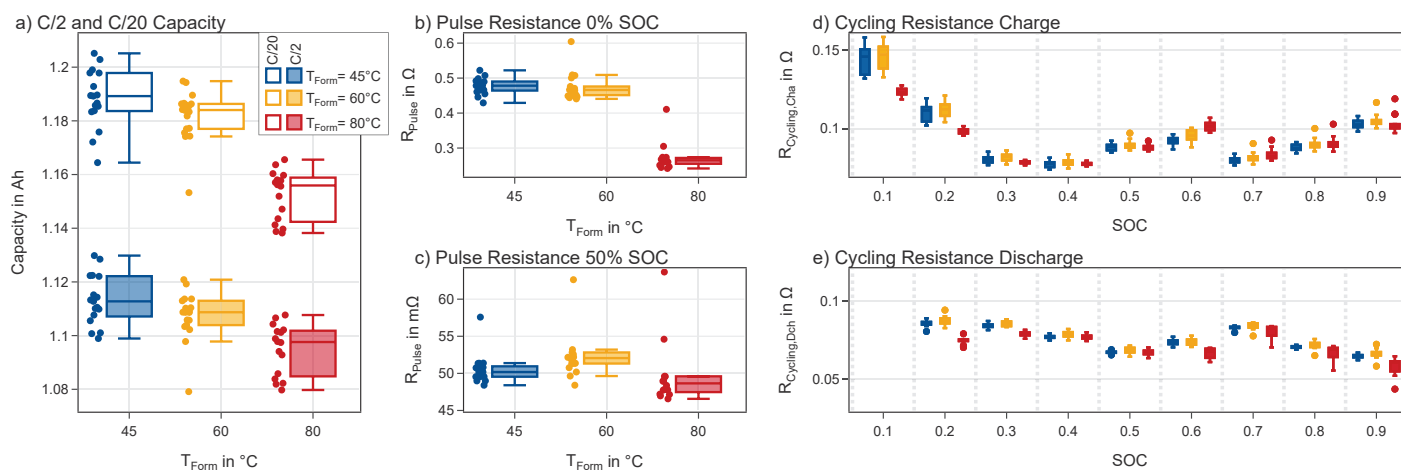 a) C/2 and C/20 Capacity
C/20
C/2
T_Form = 45°C
T_Form = 60°C
T_Form = 80°C
Capacity in Ah
1.2
1.18
1.16
1.14
1.12
1.1
1.08
45
60
80
T_Form in °C
b) Pulse Resistance 0% SOC
R_Pulse in Ω
0.6
0.5
0.4
0.3
45
60
80
T_Form in °C
c) Pulse Resistance 50% SOC
R_Pulse in mΩ
60
55
50
45
45
60
80
T_Form in °C
d) Cycling Resistance Charge
R_Cycling,Cha in Ω
0.15
0.1
0.1
0.2
0.3
0.4
0.5
0.6
0.7
0.8
0.9
SOC
e) Cycling Resistance Discharge
R_Cycling,Dch in Ω
0.1
0.05
0.1
0.2
0.3
0.4
0.5
0.6
0.7
0.8
0.9
SOC